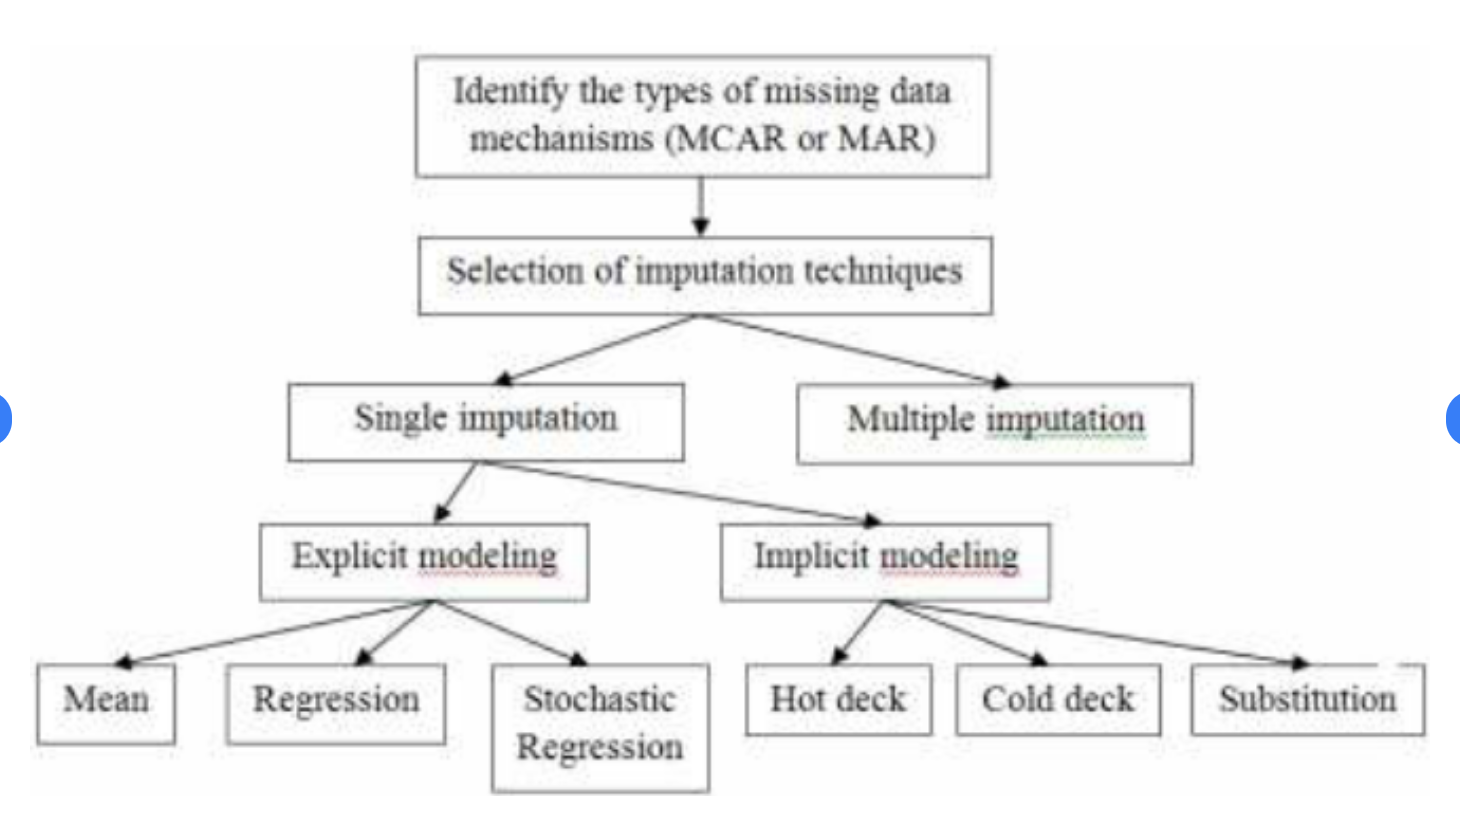 Identify the types of missing data
mechanisms (MCAR or MAR)
Selection of imputation techniques
Single imputation
Multiple imputation
Explicit modeling
Implicit modeling
Mean
Regression
Stochastic
Regression
Hot deck
Cold deck
Substitution